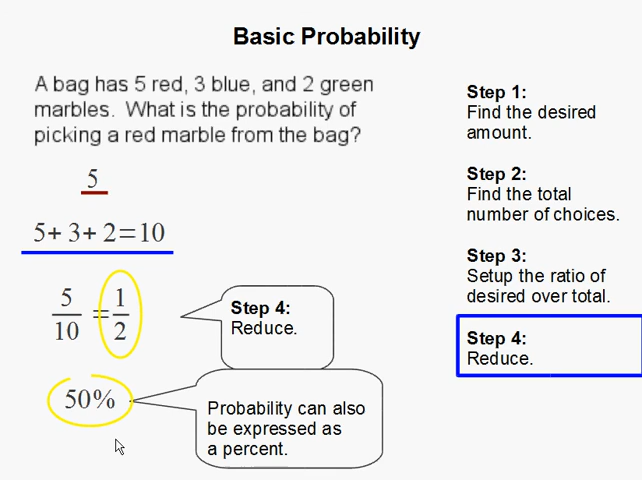 Basic Probability
A bag has 5 red, 3 blue, and 2 green
marbles.  What is the probability of
picking a red marble from the bag?
5
5+ 3+ 2=10
5/10 = 1/2
50%
Step 4:
Reduce.
Probability can also
be expressed as
a percent.
Step 1:
Find the desired
amount.
Step 2:
Find the total
number of choices.
Step 3:
Setup the ratio of
desired over total.
Step 4:
Reduce.